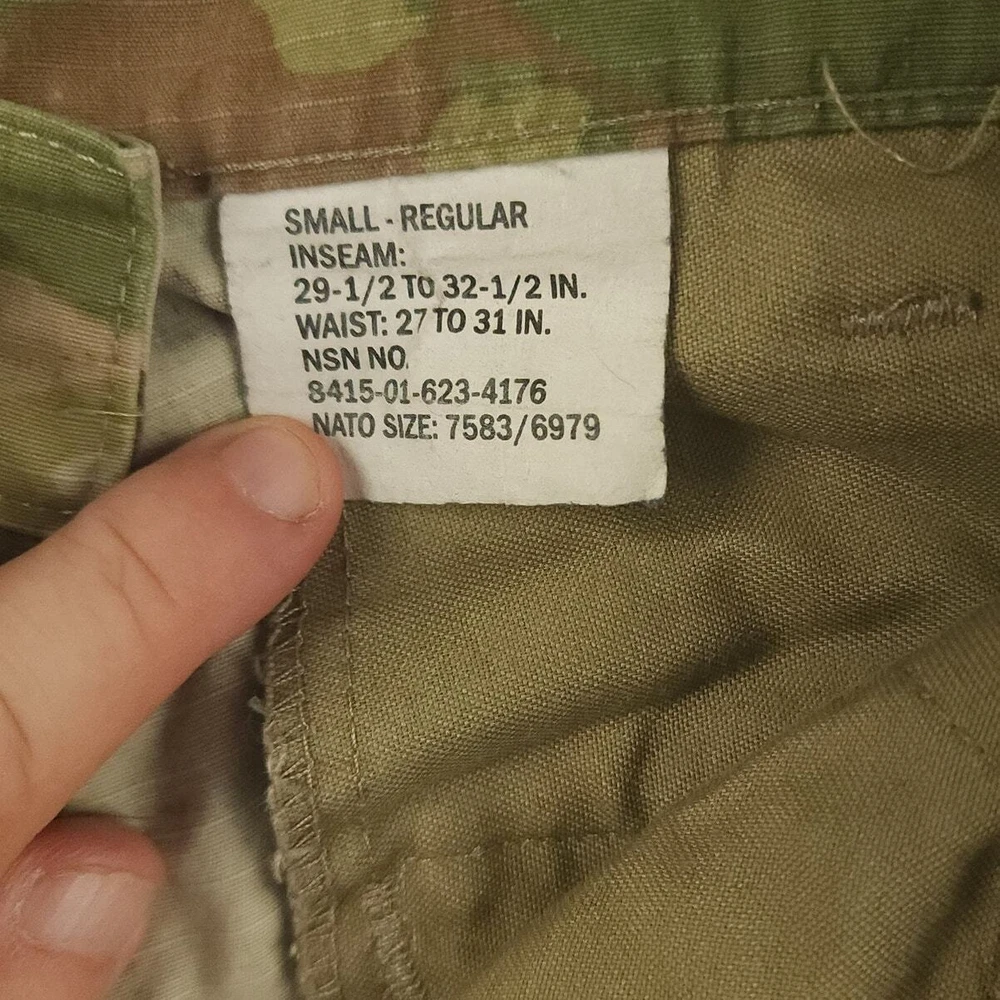 SMALL - REGULAR
INSEAM:
29-1/2 TO 32-1/2 IN.
WAIST: 27 TO 31 IN.
NSN NO.
8415-01-623-4176
NATO SIZE: 7583/6979